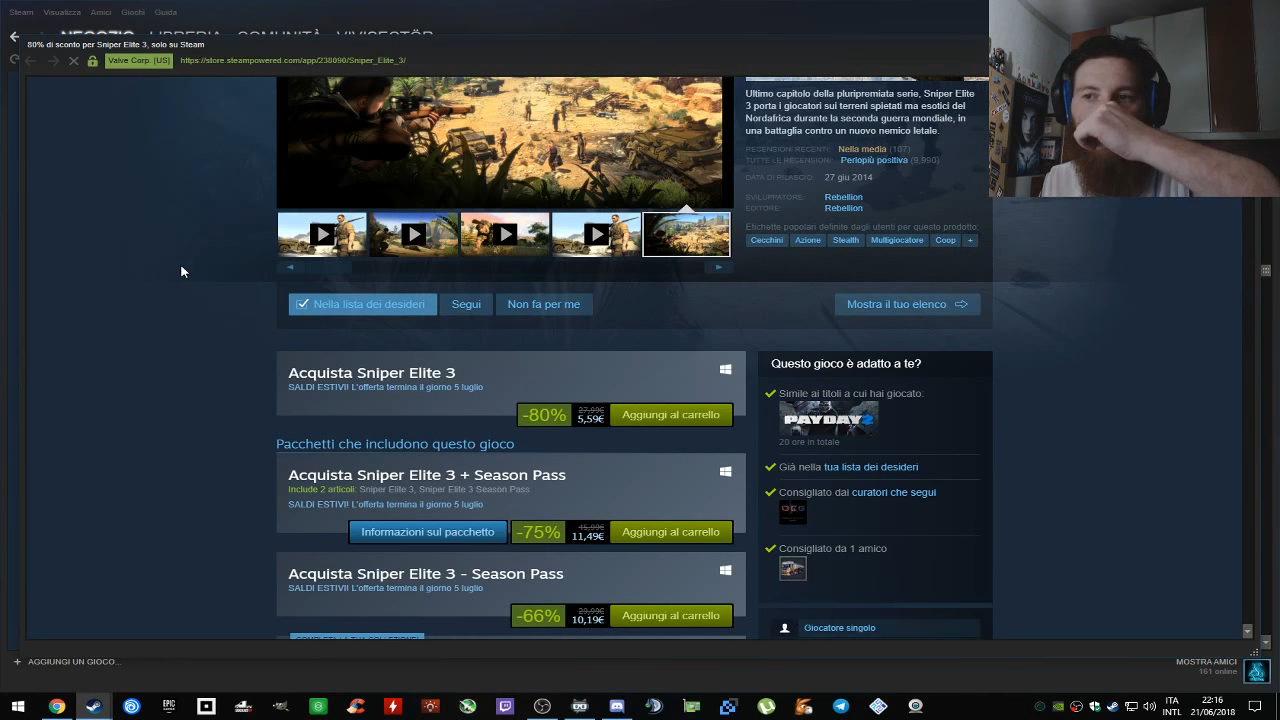 Steam Visualizza Amici Giochi Guida
NEGOZIO LIBRERIA COMUNITÀ VIVISECTÖR
80% di sconto per Sniper Elite 3, solo su Steam
Valve Corp. [US] https://store.steampowered.com/app/238090/Sniper_Elite_3/
Ultimo capitolo della pluripremiata serie, Sniper Elite
3 porta i giocatori sui terreni spietati ma esotici del
Nordafrica durante la seconda guerra mondiale, in
una battaglia contro un nuovo nemico letale.
RECENSIONI RECENTI: Nella media (107)
TUTTE LE RECENSIONI: Perlopiù positiva (9,990)
DATA DI RILASCIO: 27 giu 2014
SVILUPPATORE: Rebellion
EDITORE: Rebellion
Etichette popolari definite dagli utenti per questo prodotto:
Cecchini Azione Stealth Multigiocatore Coop +
Nella lista dei desideri Segui Non fa per me Mostra il tuo elenco
Acquista Sniper Elite 3
SALDI ESTIVI! L'offerta termina il giorno 5 luglio
-80% 27,99€ 5,59€ Aggiungi al carrello
Pacchetti che includono questo gioco
Acquista Sniper Elite 3 + Season Pass
Include 2 articoli: Sniper Elite 3, Sniper Elite 3 Season Pass
SALDI ESTIVI! L'offerta termina il giorno 5 luglio
Informazioni sul pacchetto -75% 45,99€ 11,49€ Aggiungi al carrello
Acquista Sniper Elite 3 - Season Pass
SALDI ESTIVI! L'offerta termina il giorno 5 luglio
-66% 29,99€ 10,19€ Aggiungi al carrello
Questo gioco è adatto a te?
Simile ai titoli a cui hai giocato:
PAYDAY 2
20 ore in totale
Già nella tua lista dei desideri
Consigliato dai curatori che segui
Consigliato da 1 amico
Giocatore singolo
AGGIUNGI UN GIOCO...
MOSTRA AMICI
161 online
EPIC GAMES
ITA
INTL
22:16
21/06/2018